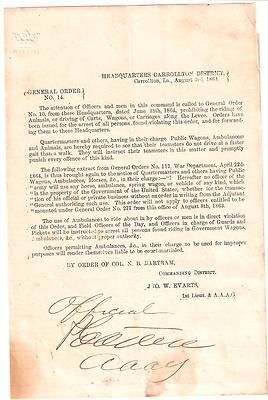 HEADQUARTERS CARROLLTON DISTRICT,
Carrollton, La., August 3rd, 1864.
GENERAL ORDER
NO. 14.
The attention of Officers and men in this command is called to General Order
No. 10, from these Headquarters, dated June 13th, 1864, prohibiting the riding of
Animals, or driving of Carts, Wagons, or Carriages along the Levee. Orders have
been issued for the arrest of all persons, found violating this order, and for forward-
ing them to these Headquarters.
Quartermasters and others, having in their charge Public Wagons, Ambulances
and Animals, are hereby required to see their teamsters do not drive at a faster
gait than a walk. They will instruct their teamsters in this matter and promptly
punish every offence of this kind.
The following extract from General Orders No. 177, War Department, April 22d
1864, is thus brought again to the notice of Quartermasters and others having Public
Wagons, Ambulances, Horses, &c., in their charge:—" Hereafter no officer of the
army will use any horse, ambulance, spring wagon, or vehicle of any kind, which
is the property of the Government of the United States, whether for the transac-
tion of his official or private business without an order in writing from the Adjutant
General authorizing such use. This order will not apply to officers entitled to be
mounted under General Order No. 277 from this office of August 8th, 1863.
The use of Ambulances to ride about in by officers or men is in direct violation
of this Order, and Field Officers of the Day, and Officers in charge of Guards and
Pickets will be instructed to arrest all persons found riding in Government Wagons,
Ambulances, &c., without proper authority.
Officers permitting Ambulances, &c., in their charge to be used for improper
purposes will render themselves liable to be court-martialed.
BY ORDER OF COL. N. B. BARTRAM,
COMMANDING DISTRICT.
JNO. W. EVARTS,
1st Lieut. & A.A.A.G.
Official